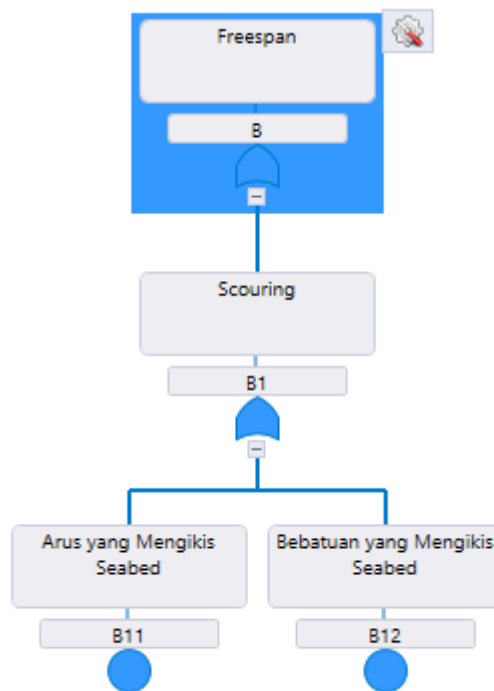 Freespan
B
Scouring
B1
Arus yang Mengikis
Seabed
B11
Bebatuan yang Mengikis
Seabed
B12